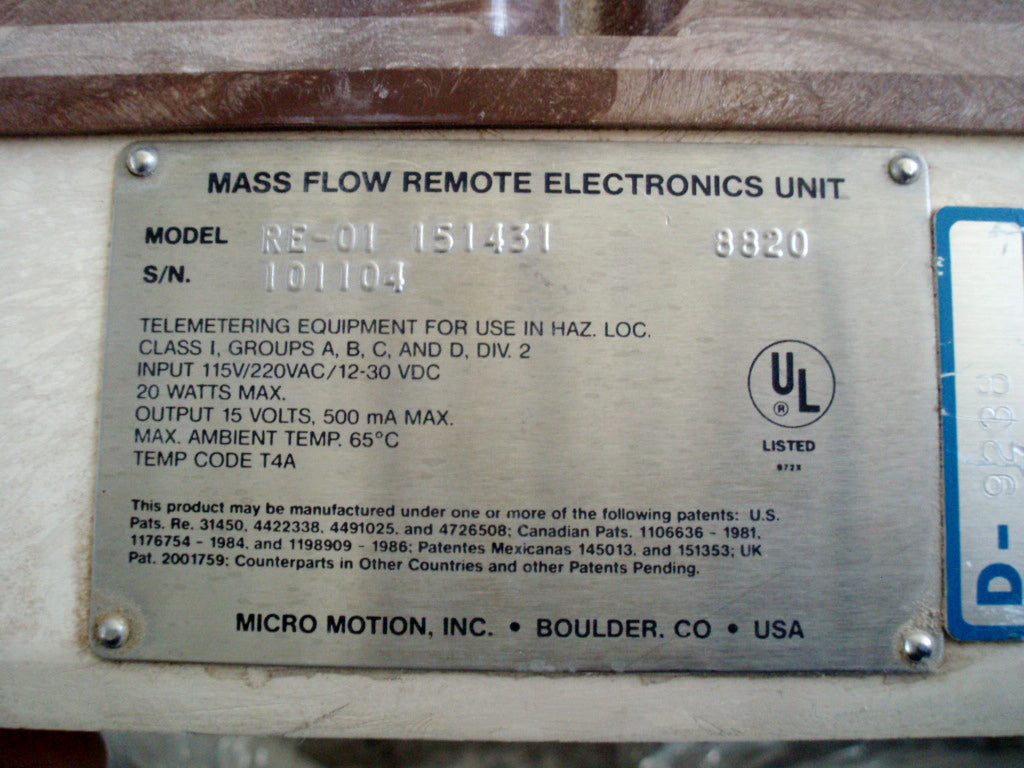 MASS FLOW REMOTE ELECTRONICS UNIT
MODEL RE-01 151431 8820
S/N. 101104
TELEMETERING EQUIPMENT FOR USE IN HAZ. LOC.
CLASS I, GROUPS A, B, C, AND D, DIV. 2
INPUT 115V/220VAC/12-30 VDC
20 WATTS MAX.
OUTPUT 15 VOLTS, 500 mA MAX.
MAX. AMBIENT TEMP. 65°C
TEMP CODE T4A
UL
®
LISTED
672X
This product may be manufactured under one or more of the following patents: U.S.
Pats. Re. 31450, 4422338, 4491025, and 4726508; Canadian Pats. 1106636 - 1981,
1176754 - 1984, and 1198909 - 1986; Patentes Mexicanas 145013, and 151353; UK
Pat. 2001759; Counterparts in Other Countries and other Patents Pending.
MICRO MOTION, INC. • BOULDER, CO • USA
D-